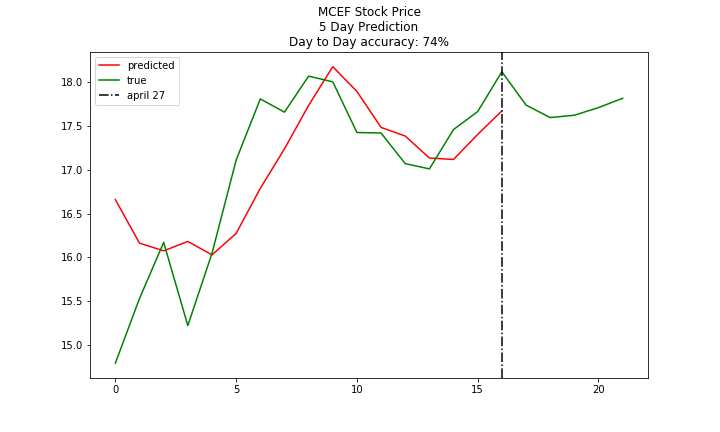 MCEF Stock Price
5 Day Prediction
Day to Day accuracy: 74%
predicted
true
april 27
18.0
17.5
17.0
16.5
16.0
15.5
15.0
0 5 10 15 20